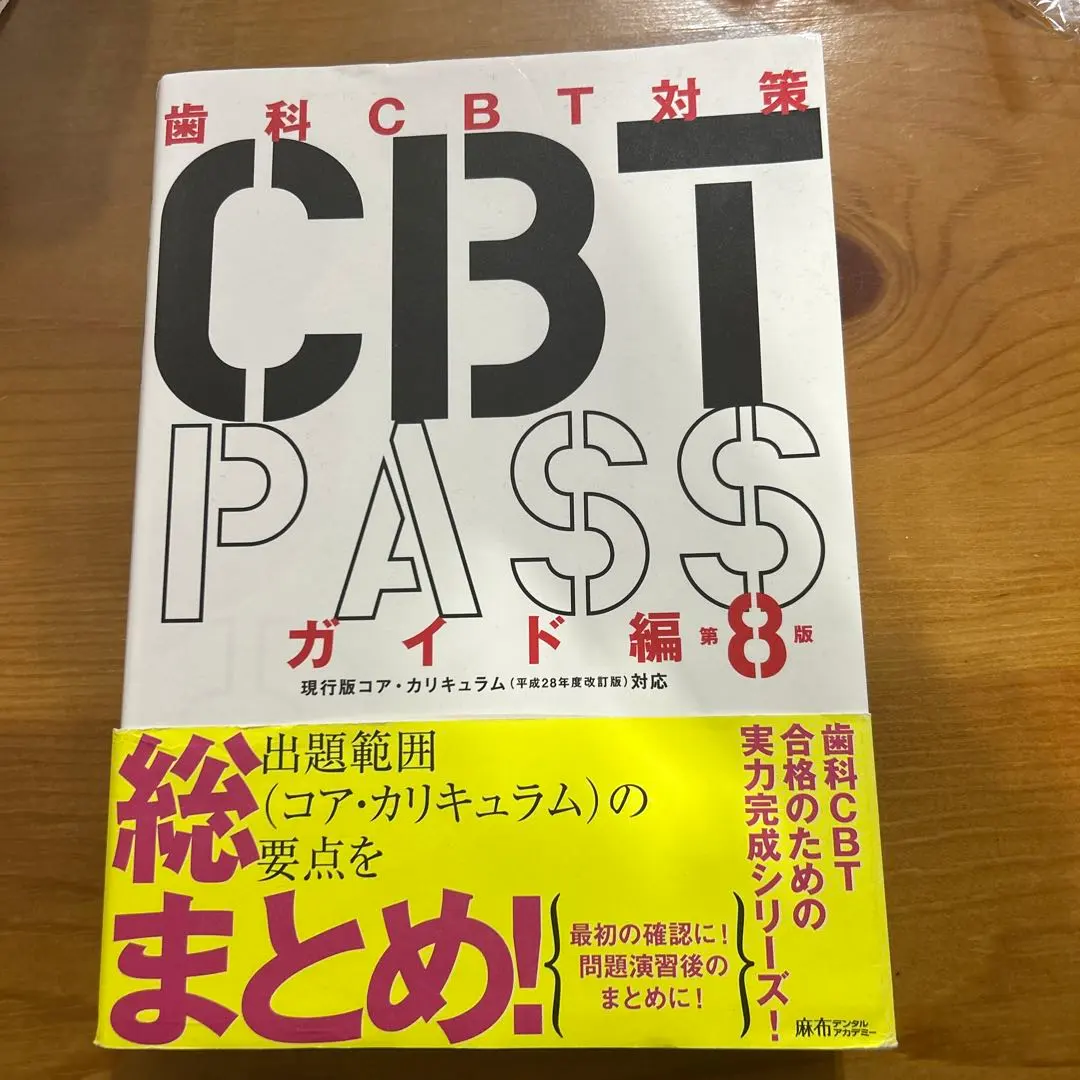 歯科CBT対策
CBT
PASS
ガイド編 第8版
現行版コア・カリキュラム(平成28年度改訂版)対応
出題範囲
(コア・カリキュラム)の
要点を
総
まとめ!
最初の確認に!
問題演習後の
まとめに!
歯科CBT
合格のための
実力完成シリーズ!
麻布デンタル
アカデミー